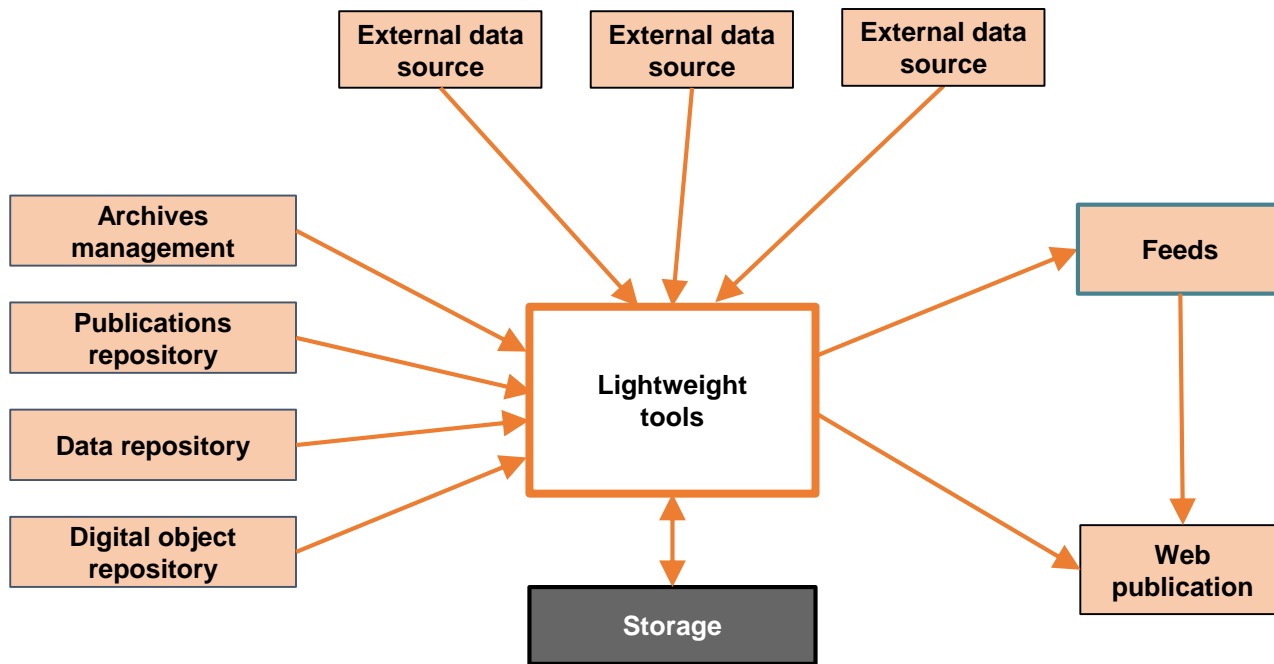 External data
source
External data
source
External data
source
Archives
management
Publications
repository
Data repository
Digital object
repository
Lightweight
tools
Storage
Feeds
Web
publication